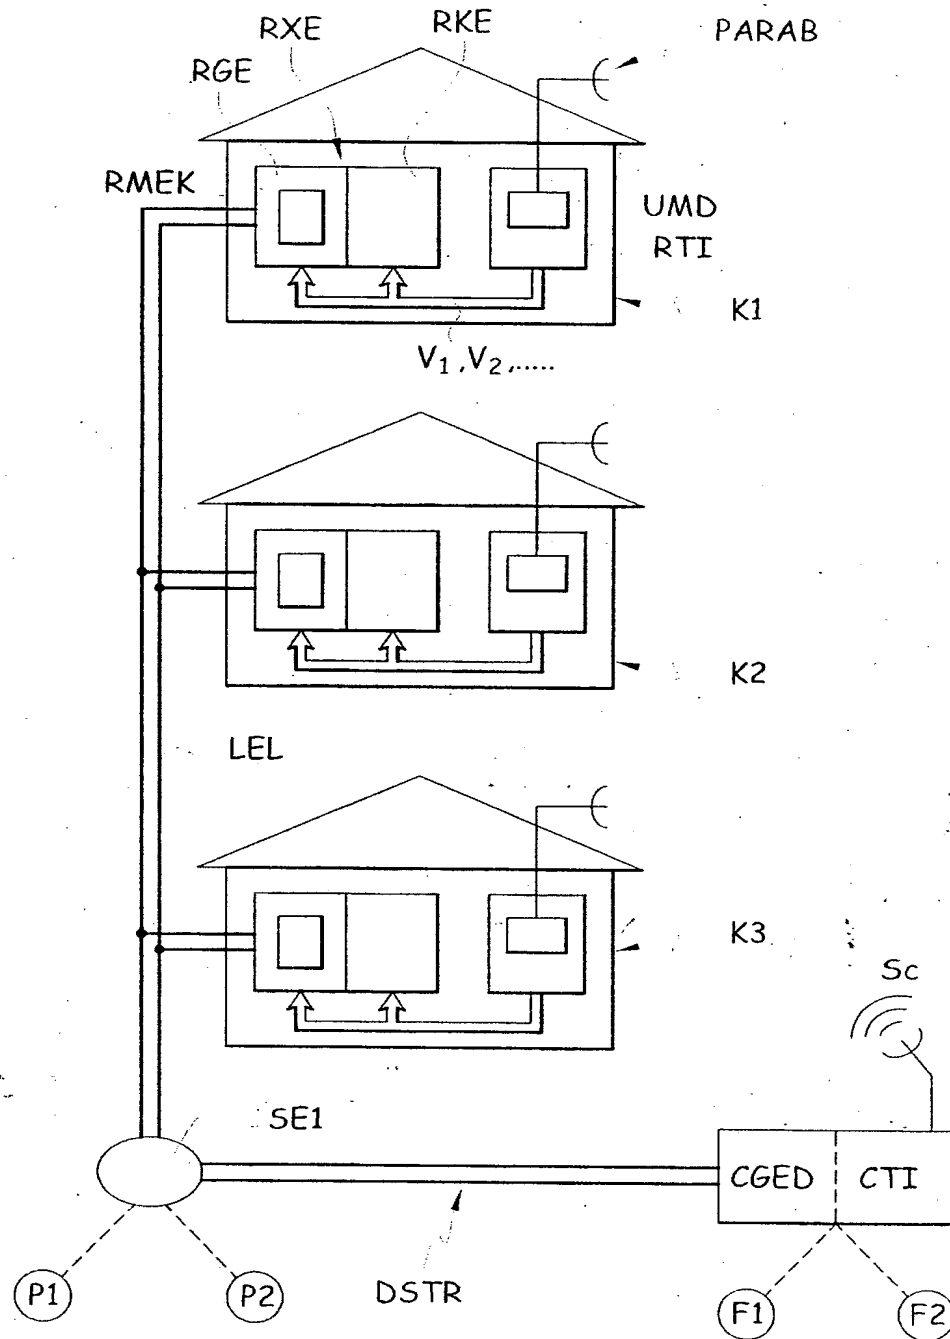 RXE RKE PARAB
RGE
RMEK UMD
RTI
K1
V1, V2,.....
K2
LEL
K3
Sc
SE1
CGED CTI
P1 P2 DSTR F1 F2